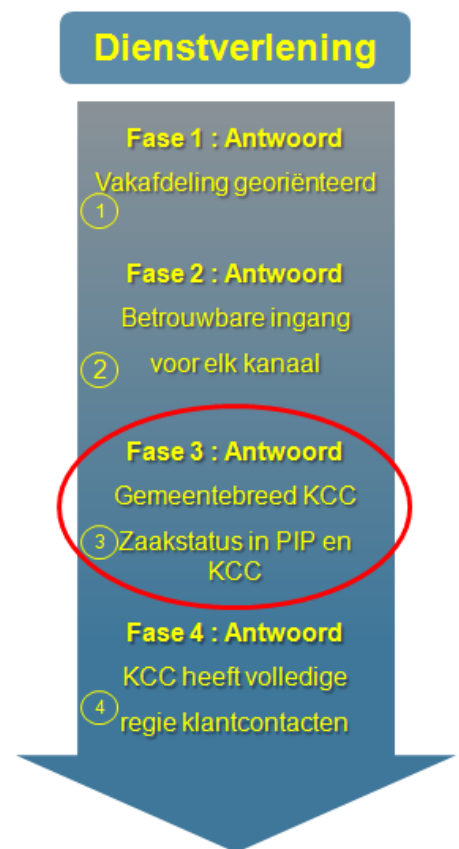 Dienstverlening
Fase 1 : Antwoord
Vakafdeling georiënteerd
1
Fase 2 : Antwoord
Betrouwbare ingang
2 voor elk kanaal
Fase 3 : Antwoord
Gemeentebreed KCC
3 Zaakstatus in PIP en
KCC
Fase 4 : Antwoord
KCC heeft volledige
4
regie klantcontacten